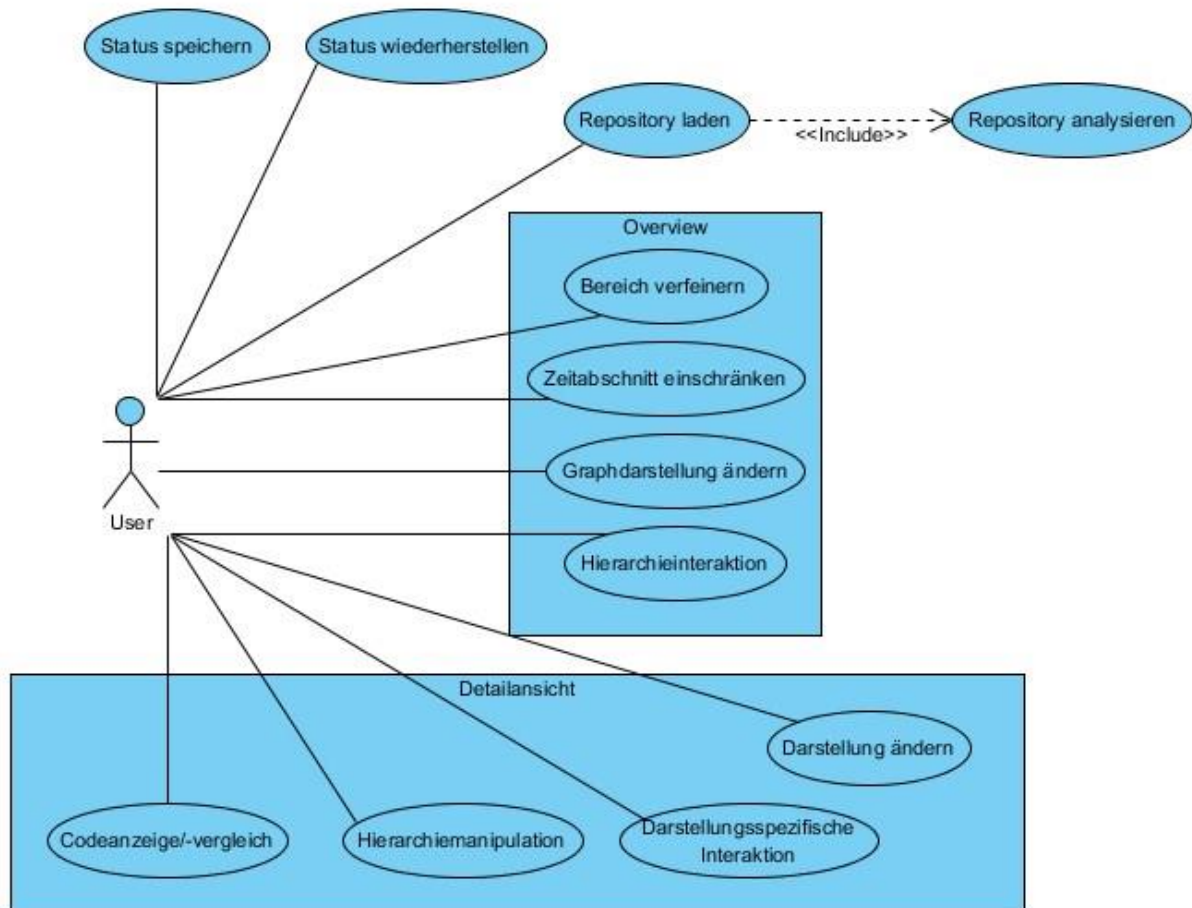 Status speichern
Status wiederherstellen
Repository laden
<<Include>>
Repository analysieren
Overview
Bereich verfeinern
Zeitabschnitt einschränken
Graphdarstellung ändern
Hierarchieinteraktion
User
Detailansicht
Darstellung ändern
Codeanzeige/-vergleich
Hierarchiemanipulation
Darstellungsspezifische
Interaktion